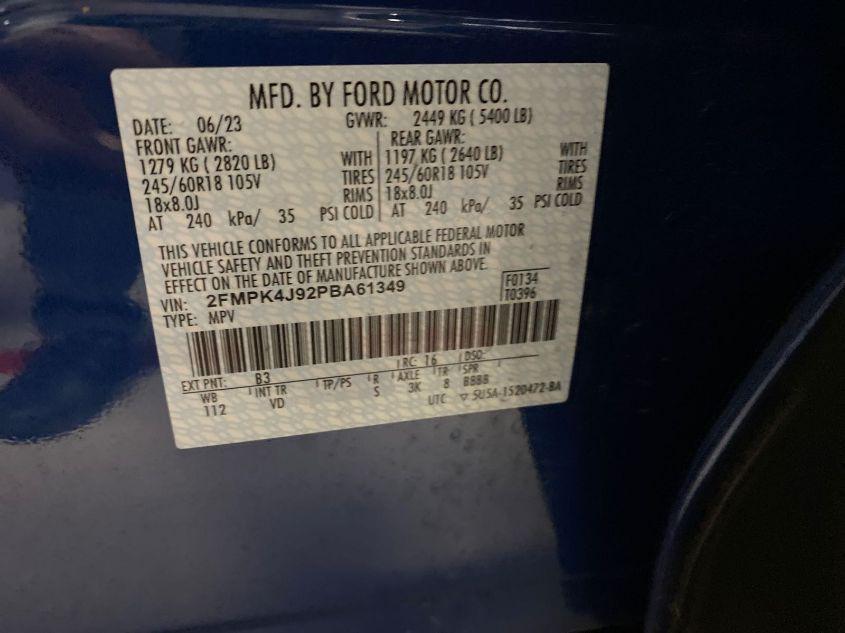 MFD. BY FORD MOTOR CO.
DATE: 06/23 GVWR: 2449 KG ( 5400 LB)
FRONT GAWR: REAR GAWR:
1279 KG ( 2820 LB) WITH 1197 KG ( 2640 LB) WITH
245/60R18 105V TIRES 245/60R18 105V TIRES
18x8.0J RIMS 18x8.0J RIMS
AT 240 kPa/ 35 PSI COLD AT 240 kPa/ 35 PSI COLD
THIS VEHICLE CONFORMS TO ALL APPLICABLE FEDERAL MOTOR
VEHICLE SAFETY AND THEFT PREVENTION STANDARDS IN
EFFECT ON THE DATE OF MANUFACTURE SHOWN ABOVE.
VIN: 2FMPK4J92PBA61349 F0134
TYPE: MPV T0396
EXT PNT: B3 RC: 16 DSO:
WB INT TR TP/PS R AXLE TR SPR
112 VD S 3K 8 BBBB
UTC ▽ 5U5A-1520472-BA